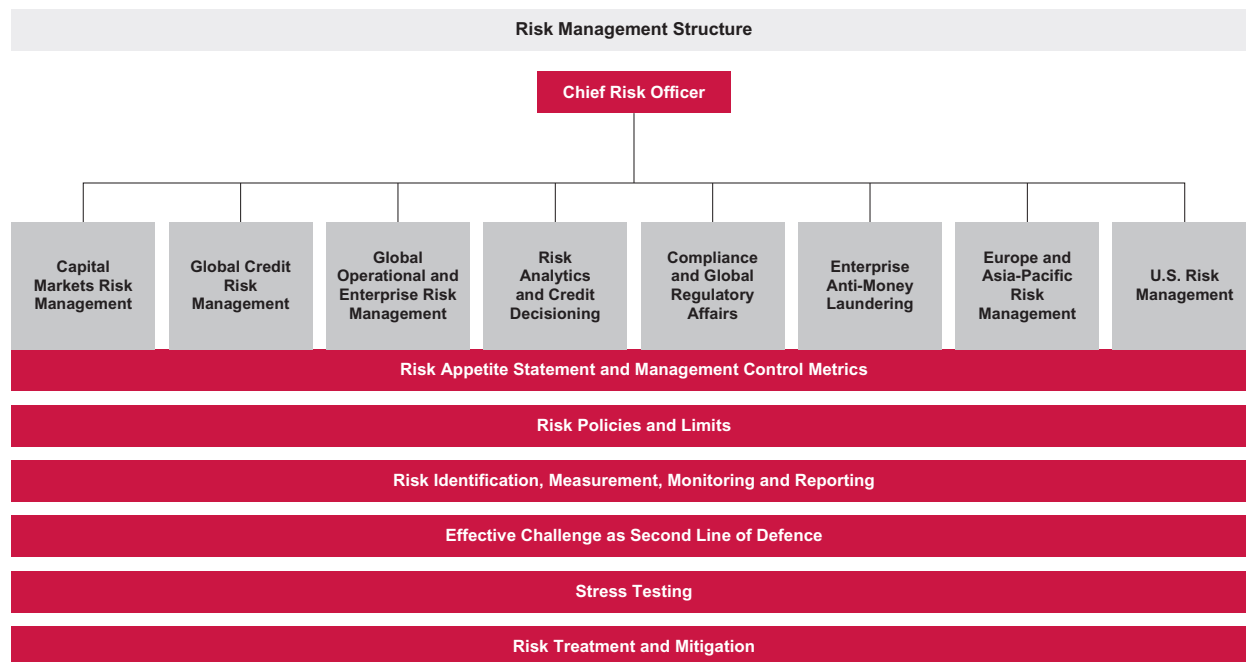 Risk Management Structure
Chief Risk Officer
Capital
Markets Risk
Management
Global Credit
Risk
Management
Global
Operational and
Enterprise Risk
Management
Risk
Analytics
and Credit
Decisioning
Compliance
and Global
Regulatory
Affairs
Enterprise
Anti-Money
Laundering
Europe and
Asia-Pacific
Risk
Management
U.S. Risk
Management
Risk Appetite Statement and Management Control Metrics
Risk Policies and Limits
Risk Identification, Measurement, Monitoring and Reporting
Effective Challenge as Second Line of Defence
Stress Testing
Risk Treatment and Mitigation